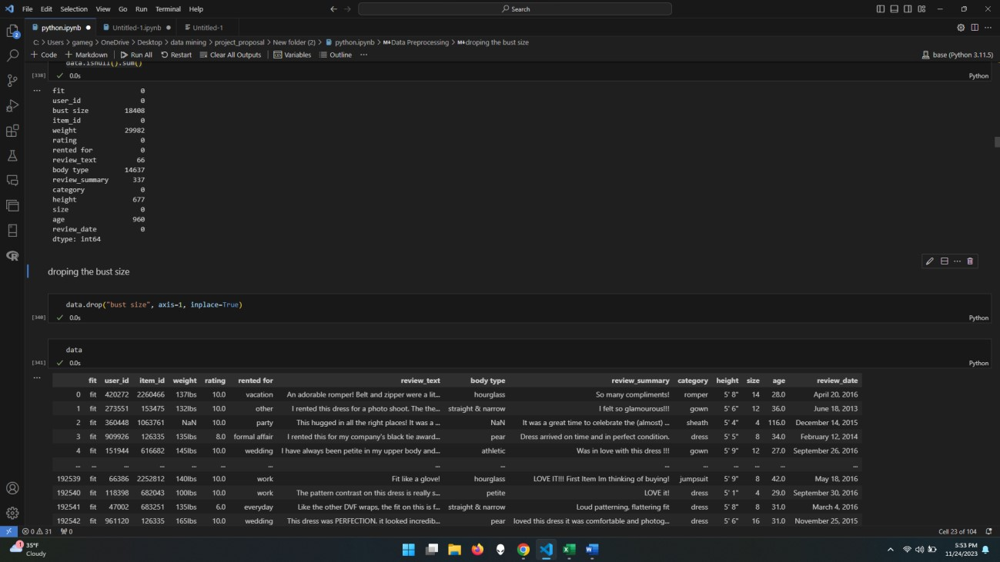 File Edit Selection View Go Run Terminal Help Search
python.ipynb Untitled-1.ipynb Untitled-1
C: > Users > gameg > OneDrive > Desktop > data mining > project_proposal > New folder (2) > python.ipynb > M+Data Preprocessing > M+droping the bust size
+ Code + Markdown Run All Restart Clear All Outputs Variables Outline ... base (Python 3.11.5)
data.isnull().sum()
[338] 0.0s Python
fit 0
user_id 0
bust size 18408
item_id 0
weight 29982
rating 0
rented for 0
review_text 66
body type 14637
review_summary 337
category 0
height 677
size 0
age 960
review_date 0
dtype: int64
droping the bust size
data.drop("bust size", axis=1, inplace=True)
[340] 0.0s Python
data
[341] 0.0s Python
fit user_id item_id weight rating rented for review_text body type review_summary category height size age review_date
0 fit 420272 2260466 137lbs 10.0 vacation An adorable romper! Belt and zipper were a lit... hourglass So many compliments! romper 5' 8" 14 28.0 April 20, 2016
1 fit 273551 153475 132lbs 10.0 other I rented this dress for a photo shoot. The the... straight & narrow I felt so glamourous!!! gown 5' 6" 12 36.0 June 18, 2013
2 fit 360448 1063761 NaN 10.0 party This hugged in all the right places! It was a ... NaN It was a great time to celebrate the (almost) ... sheath 5' 4" 4 116.0 December 14, 2015
3 fit 909926 126335 135lbs 8.0 formal affair I rented this for my company's black tie award... pear Dress arrived on time and in perfect condition. dress 5' 5" 8 34.0 February 12, 2014
4 fit 151944 616682 145lbs 10.0 wedding I have always been petite in my upper body and... athletic Was in love with this dress !!! gown 5' 9" 12 27.0 September 26, 2016
... ... ... ... ... ... ... ... ... ... ... ... ... ... ...
192539 fit 66386 2252812 140lbs 10.0 work Fit like a glove! hourglass LOVE IT!!! First Item Im thinking of buying! jumpsuit 5' 9" 8 42.0 May 18, 2016
192540 fit 118398 682043 100lbs 10.0 work The pattern contrast on this dress is really s... petite LOVE it! dress 5' 1" 4 29.0 September 30, 2016
192541 fit 47002 683251 135lbs 6.0 everyday Like the other DVF wraps, the fit on this is f... straight & narrow Loud patterning, flattering fit dress 5' 8" 8 31.0 March 4, 2016
192542 fit 961120 126335 165lbs 10.0 wedding This dress was PERFECTION. it looked incredib... pear loved this dress it was comfortable and photog... dress 5' 6" 16 31.0 November 25, 2015
0 31 0 Cell 23 of 104
35°F
Cloudy
5:53 PM
11/24/2023